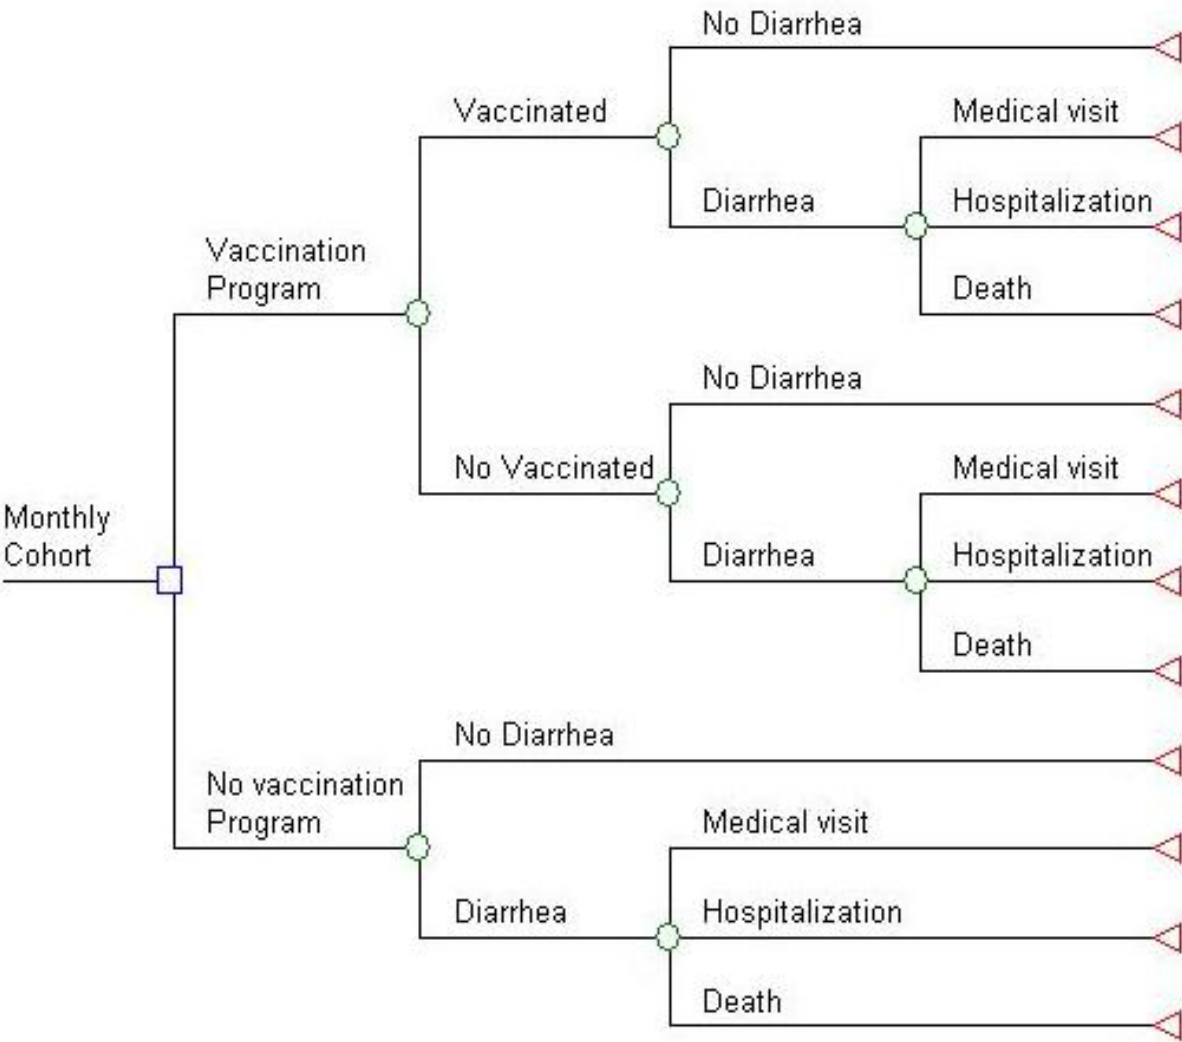 No Diarrhea
Vaccinated
Medical visit
Diarrhea
Hospitalization
Vaccination
Program
Death
No Diarrhea
No Vaccinated
Medical visit
Monthly
Cohort
Diarrhea
Hospitalization
Death
No Diarrhea
No vaccination
Program
Medical visit
Diarrhea
Hospitalization
Death